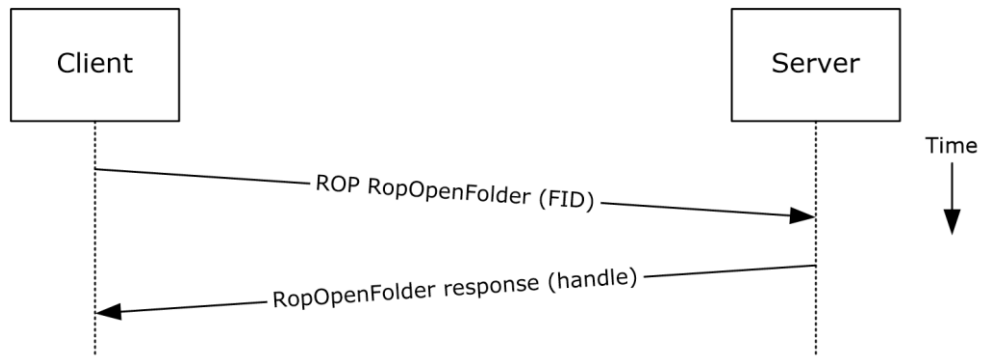 Client
Server
Time
ROP RopOpenFolder (FID)
RopOpenFolder response (handle)